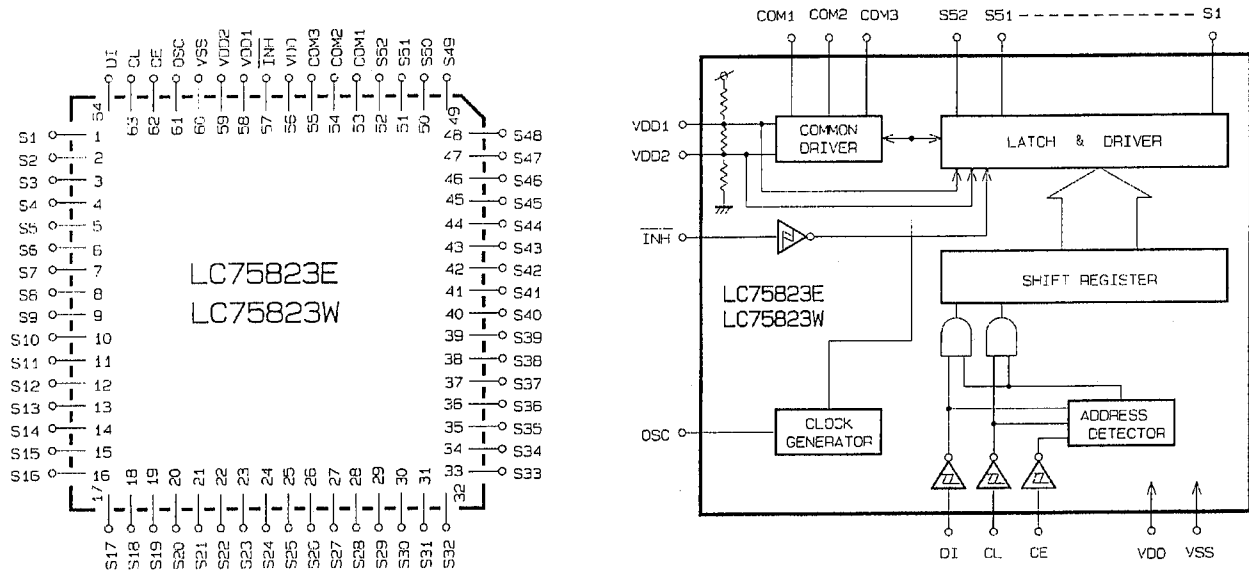 DI CL CE OSC VSS VDD2 VDD1 INH VDD COM3 COM2 COM1 S52 S51 S50 S49
64 63 62 61 60 59 58 57 56 55 54 53 52 51 50 49
S1 1 48 S48
S2 2 47 S47
S3 3 46 S46
S4 4 45 S45
S5 5 44 S44
S6 6 43 S43
S7 7 42 S42
S8 8 41 S41
S9 9 40 S40
S10 10 39 S39
S11 11 38 S38
S12 12 37 S37
S13 13 36 S36
S14 14 35 S35
S15 15 34 S34
S16 16 33 S33
LC75823E
LC75823W
17 18 19 20 21 22 23 24 25 26 27 28 29 30 31 32
S17 S18 S19 S20 S21 S22 S23 S24 S25 S26 S27 S28 S29 S30 S31 S32
COM1 COM2 COM3 S52 S51 S1
VDD1
VDD2
COMMON
DRIVER
LATCH & DRIVER
INH
SHIFT REGISTER
LC75823E
LC75823W
OSC
CLOCK
GENERATOR
ADDRESS
DETECTOR
DI CL CE VDD VSS